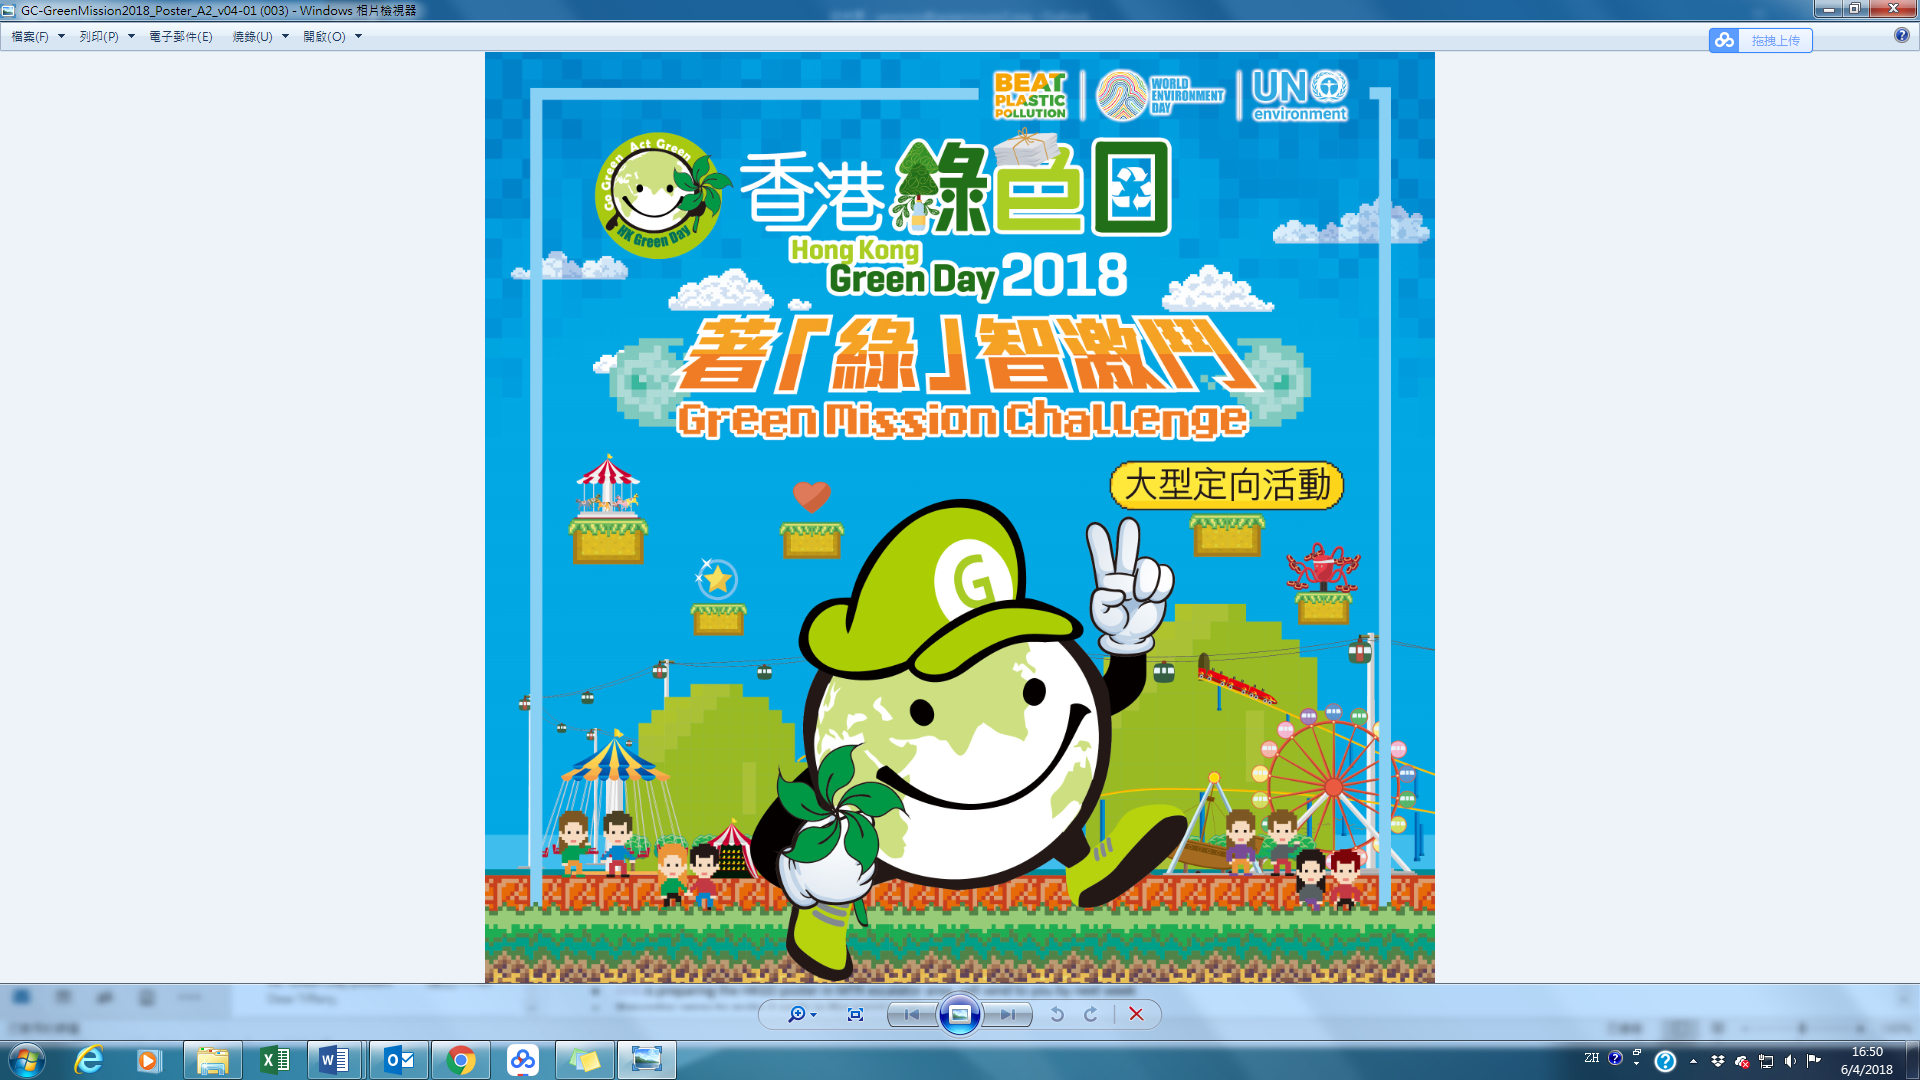 GC-GreenMission2018_Poster_A2_v04-01 (003) - Windows 相片檢視器
檔案(F) 列印(P) 電子郵件(E) 燒錄(U) 開啟(O)
拖拽上传
BEAT
PLASTIC
POLLUTION
WORLD
ENVIRONMENT
DAY
UN
environment
Go Green Act Green
HK Green Day
香港綠色日
Hong Kong
Green Day 2018
著「綠」智激鬥
Green Mission Challenge
大型定向活動
G
ZH
16:50
6/4/2018